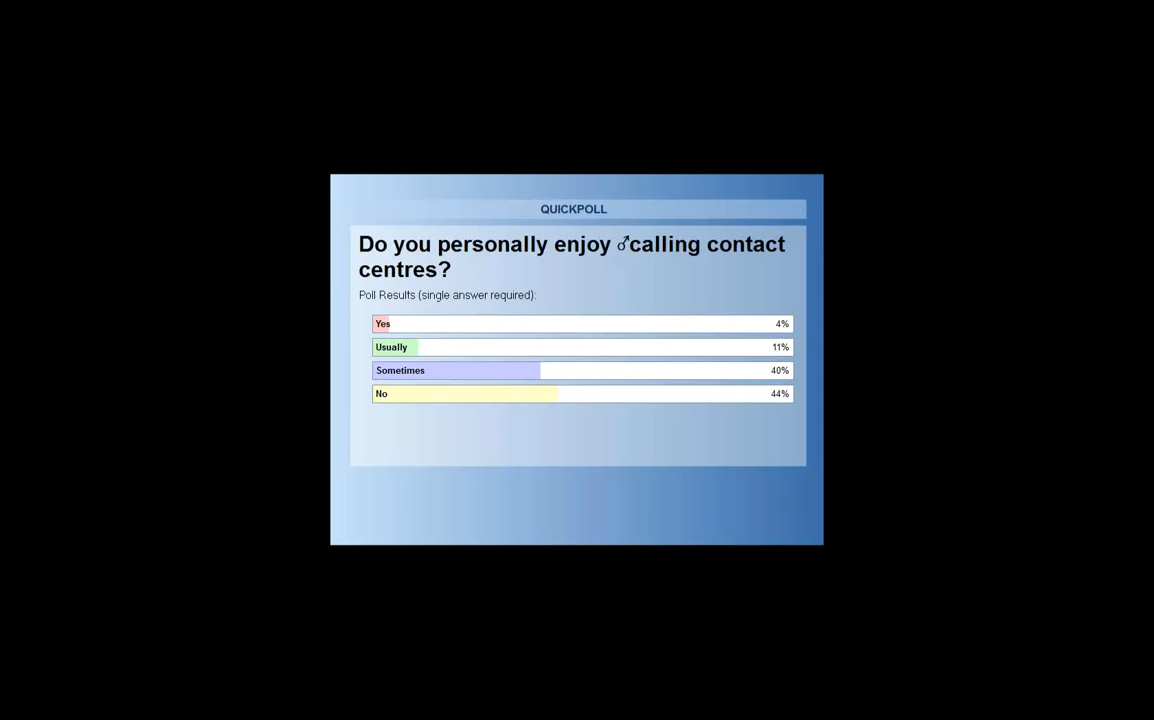 QUICKPOLL
Do you personally enjoy ♂calling contact
centres?
Poll Results (single answer required):
Yes 4%
Usually 11%
Sometimes 40%
No 44%